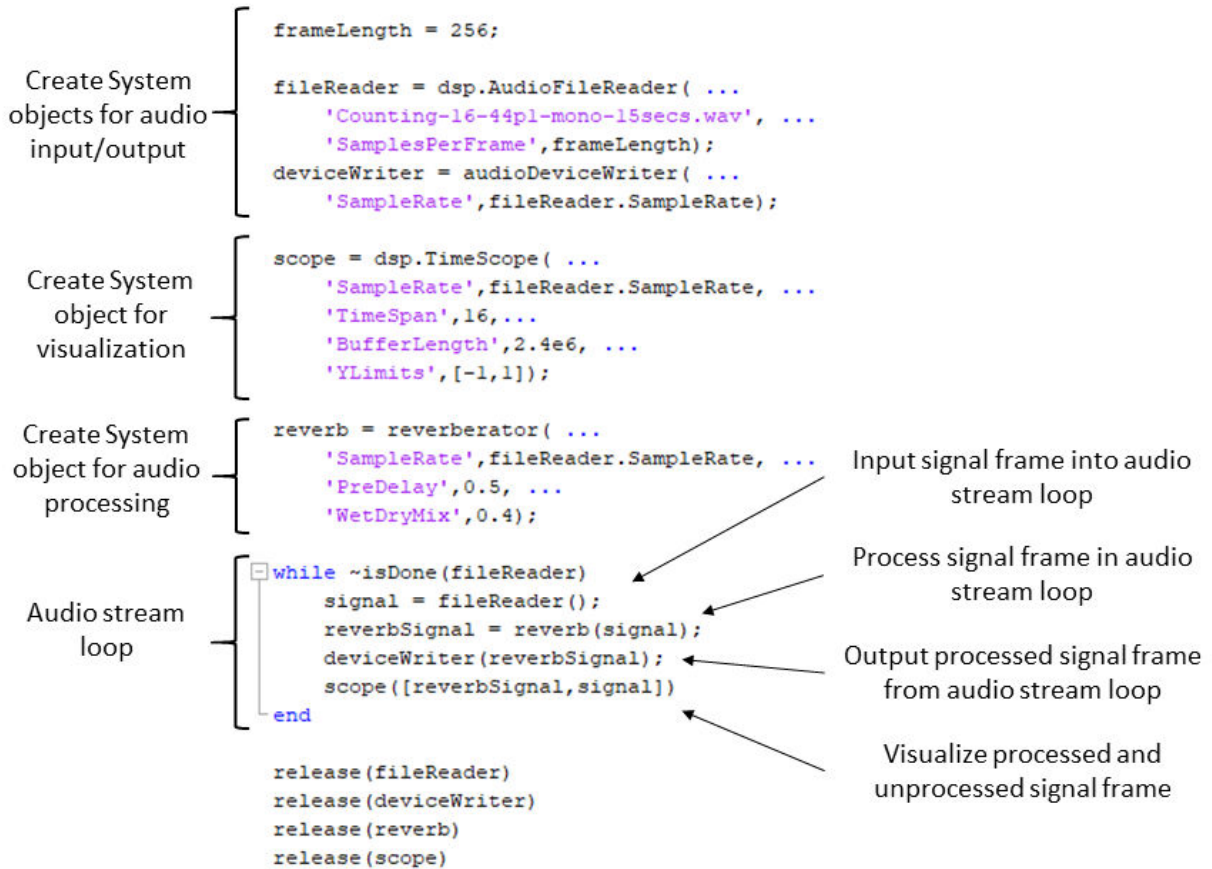 frameLength = 256;
Create System
objects for audio
input/output
fileReader = dsp.AudioFileReader( ...
'Counting-16-44p1-mono-15secs.wav', ...
'SamplesPerFrame',frameLength);
deviceWriter = audioDeviceWriter( ...
'SampleRate',fileReader.SampleRate);
Create System
object for
visualization
scope = dsp.TimeScope( ...
'SampleRate',fileReader.SampleRate, ...
'TimeSpan',16,...
'BufferLength',2.4e6, ...
'YLimits',[-1,1]);
Create System
object for audio
processing
reverb = reverberator( ...
'SampleRate',fileReader.SampleRate, ...
'PreDelay',0.5, ...
'WetDryMix',0.4);
Audio stream
loop
while ~isDone(fileReader)
signal = fileReader();
reverbSignal = reverb(signal);
deviceWriter(reverbSignal);
scope([reverbSignal,signal])
end
Input signal frame into audio
stream loop
Process signal frame in audio
stream loop
Output processed signal frame
from audio stream loop
Visualize processed and
unprocessed signal frame
release(fileReader)
release(deviceWriter)
release(reverb)
release(scope)